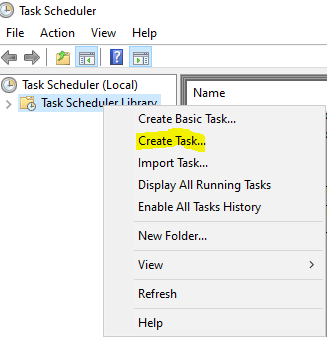 Task Scheduler
File Action View Help
Task Scheduler (Local)
Task Scheduler Library
Name
Create Basic Task...
Create Task...
Import Task...
Display All Running Tasks
Enable All Tasks History
New Folder...
View
Refresh
Help